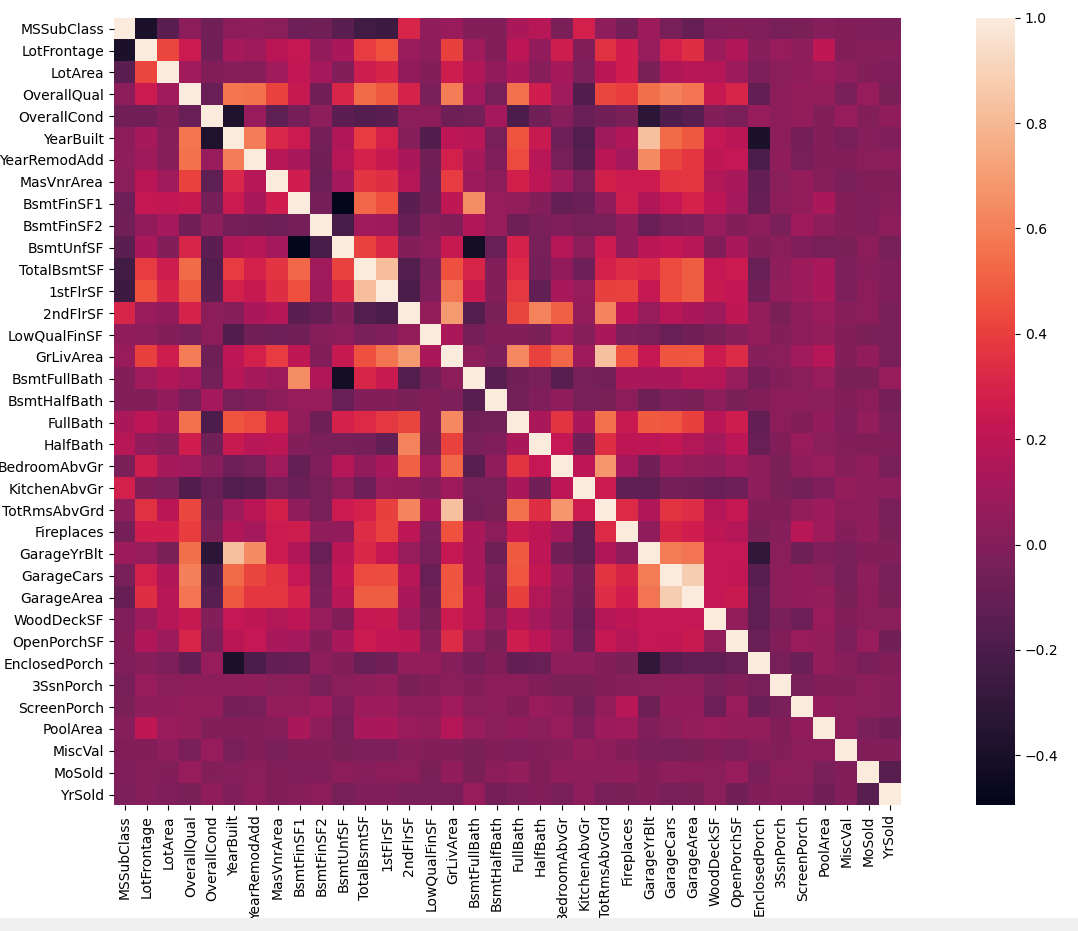 MSSubClass
LotFrontage
LotArea
OverallQual
OverallCond
YearBuilt
YearRemodAdd
MasVnrArea
BsmtFinSF1
BsmtFinSF2
BsmtUnfSF
TotalBsmtSF
1stFlrSF
2ndFlrSF
LowQualFinSF
GrLivArea
BsmtFullBath
BsmtHalfBath
FullBath
HalfBath
BedroomAbvGr
KitchenAbvGr
TotRmsAbvGrd
Fireplaces
GarageYrBlt
GarageCars
GarageArea
WoodDeckSF
OpenPorchSF
EnclosedPorch
3SsnPorch
ScreenPorch
PoolArea
MiscVal
MoSold
YrSold
MSSubClass
LotFrontage
LotArea
OverallQual
OverallCond
YearBuilt
YearRemodAdd
MasVnrArea
BsmtFinSF1
BsmtFinSF2
BsmtUnfSF
TotalBsmtSF
1stFlrSF
2ndFlrSF
LowQualFinSF
GrLivArea
BsmtFullBath
BsmtHalfBath
FullBath
HalfBath
BedroomAbvGr
KitchenAbvGr
TotRmsAbvGrd
Fireplaces
GarageYrBlt
GarageCars
GarageArea
WoodDeckSF
OpenPorchSF
EnclosedPorch
3SsnPorch
ScreenPorch
PoolArea
MiscVal
MoSold
YrSold
1.0
0.8
0.6
0.4
0.2
0.0
−0.2
−0.4